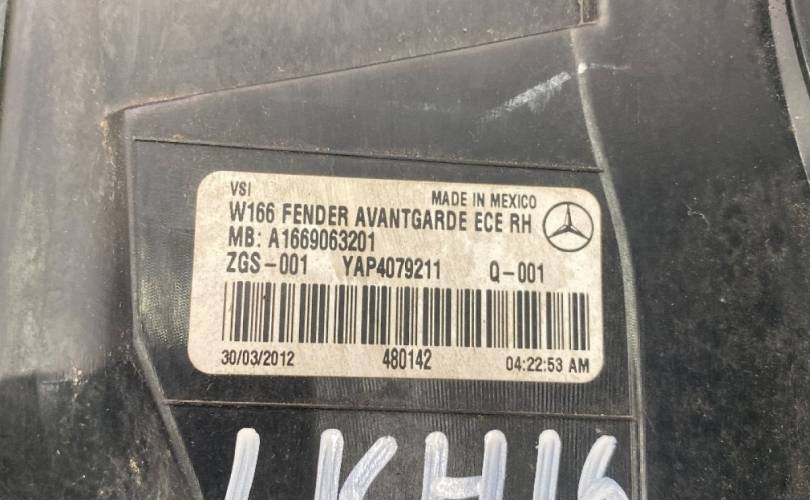 VSI MADE IN MEXICO
W166 FENDER AVANTGARDE ECE RH
MB: A1669063201
ZGS-001 YAP4079211 Q-001
30/03/2012 480142 04:22:53 AM